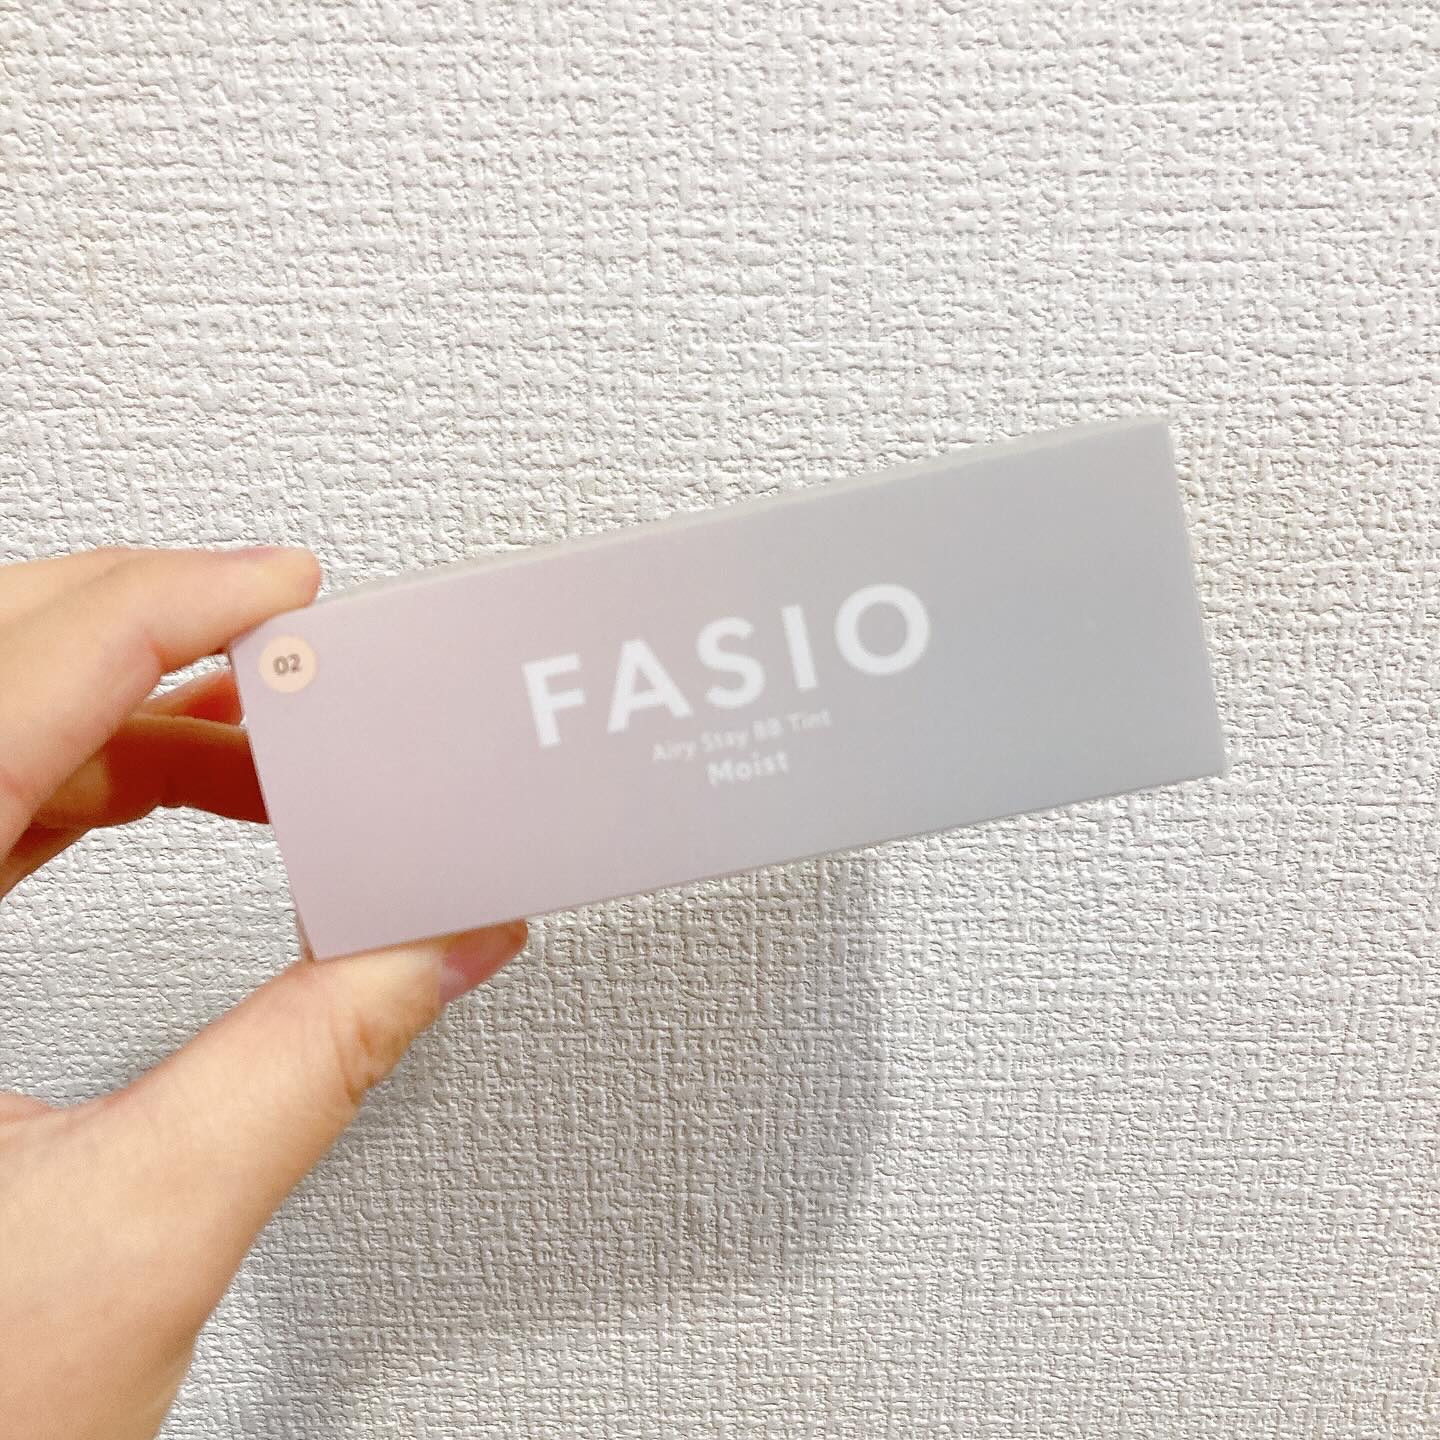 02
FASIO
Airy Stay BB Tint
Moist